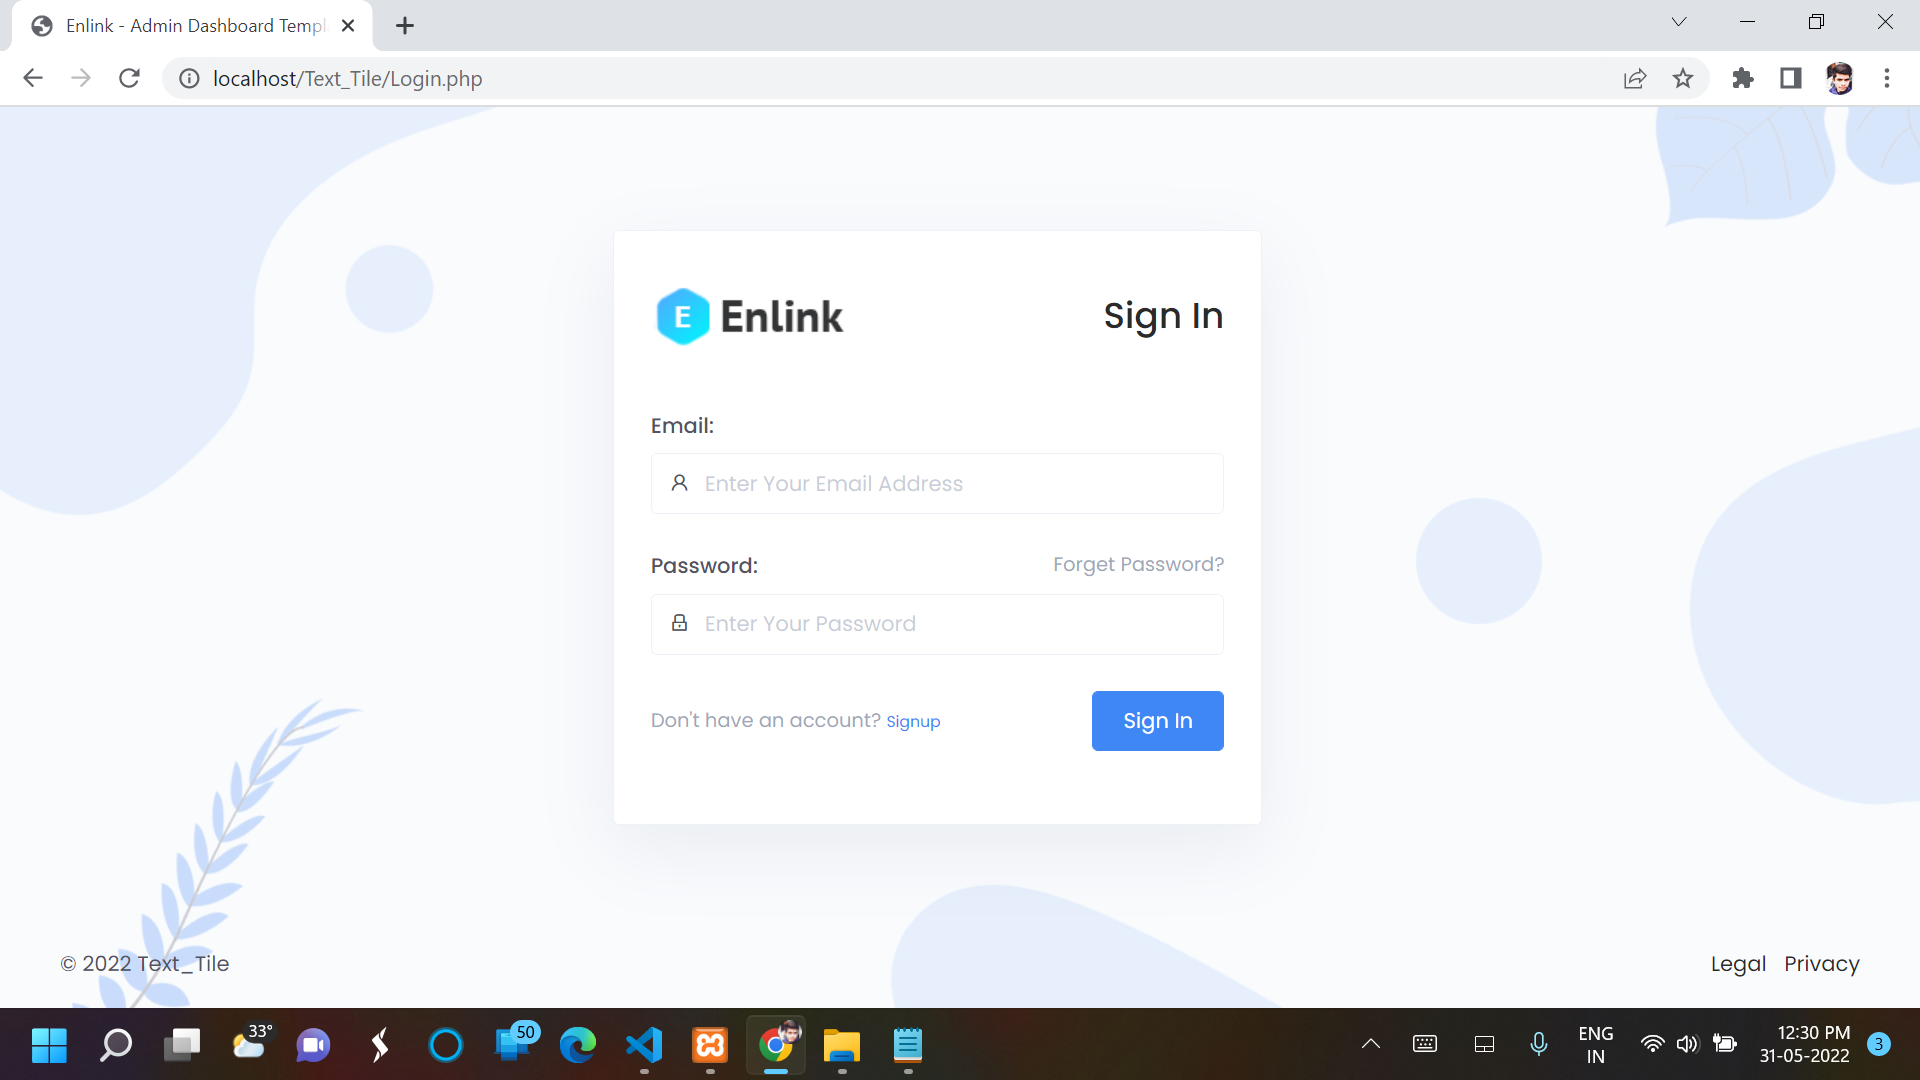 Enlink - Admin Dashboard Templ
localhost/Text_Tile/Login.php
E Enlink
Sign In
Email:
Enter Your Email Address
Password:
Forget Password?
Enter Your Password
Don't have an account? Signup
Sign In
© 2022 Text_Tile
Legal Privacy
33°
50
ENG
IN
12:30 PM
31-05-2022
3